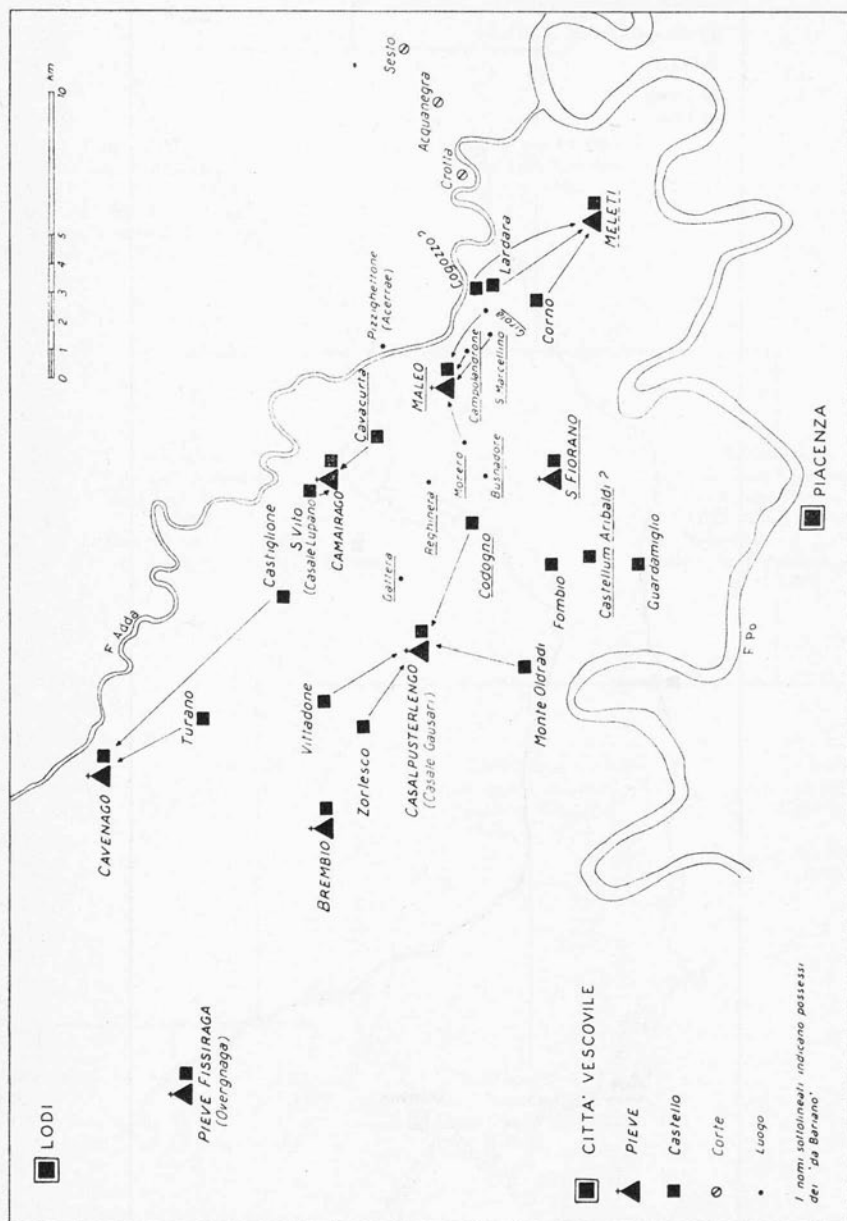 LODI
PIEVE FISSIRAGA
(Overgnaga)
CAVENAGO
F Adda
Turano
Castiglione
BREMBIO
Vittadone
Zorlesco
CASALPUSTERLENGO
(Casale Gausari)
S Vito
(Casale Lupano)
CAMAIRAGO
Cavacurta
Gattera
Reghinera
Codogno
Morero
Busnadore
MALEO
Campolandrone
S Marcellino
Pizzighettone
(Acerrae)
Cogozzo?
Lardara
Crotta
Acquanegra
Sesto
Corno
MELETI
S FIORANO
Monte Oldradi
Fombio
Castellum Aribaldi ?
Guardamiglio
F Po
PIACENZA
0 1 2 3 4 5 10 km
CITTA' VESCOVILE
PIEVE
Castello
Corte
Luogo
I nomi sottolineati indicano possessi
dei 'da Bariano'